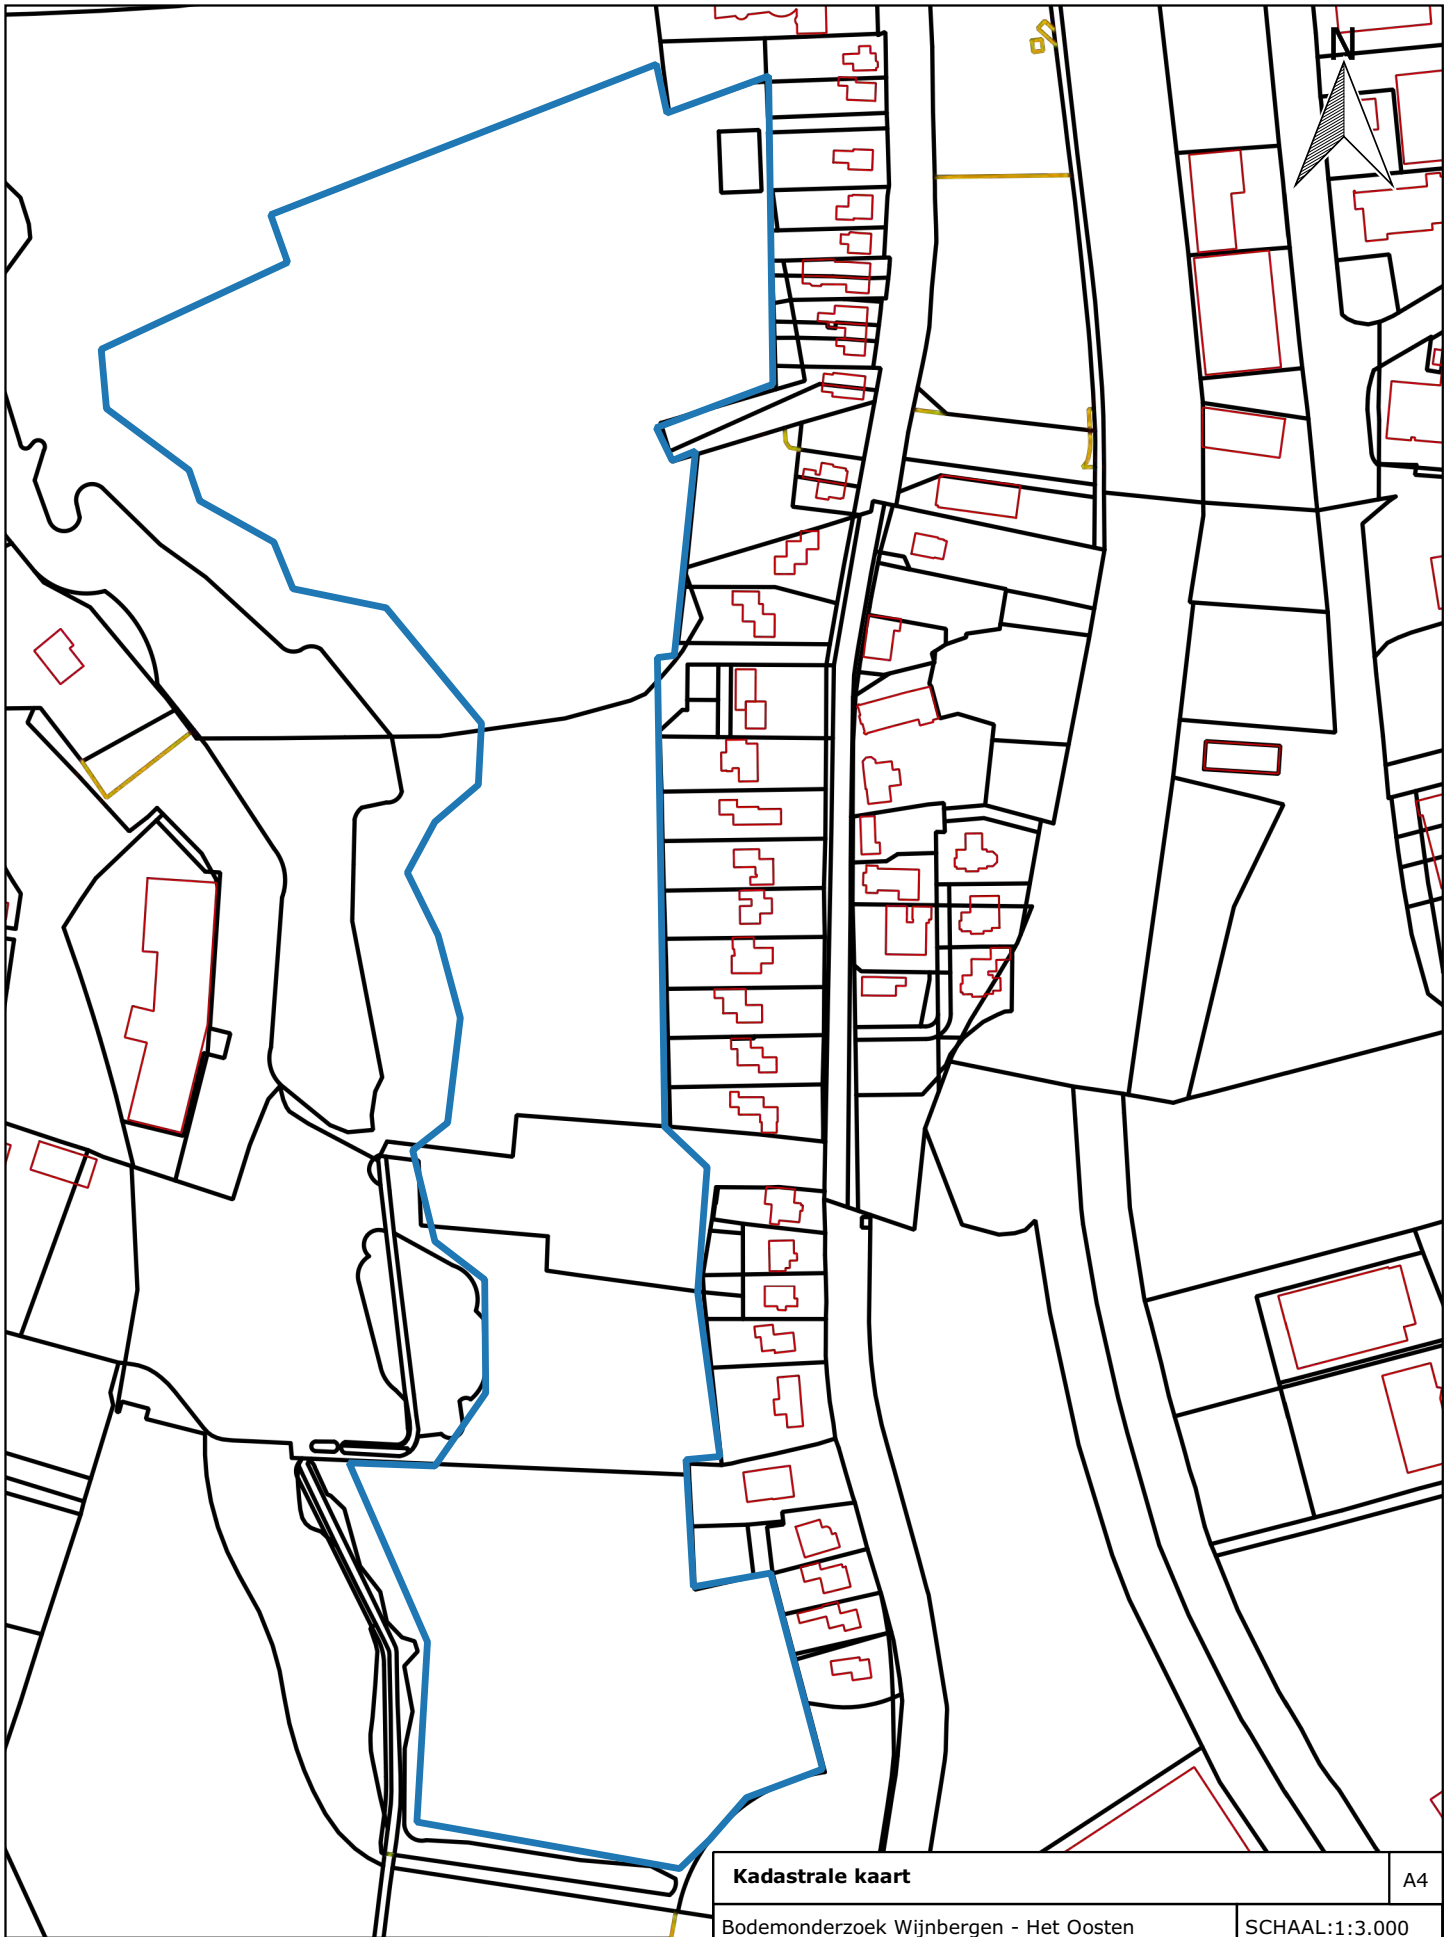 N
Kadastrale kaart
A4
Bodemonderzoek Wijnbergen - Het Oosten
SCHAAL:1:3.000